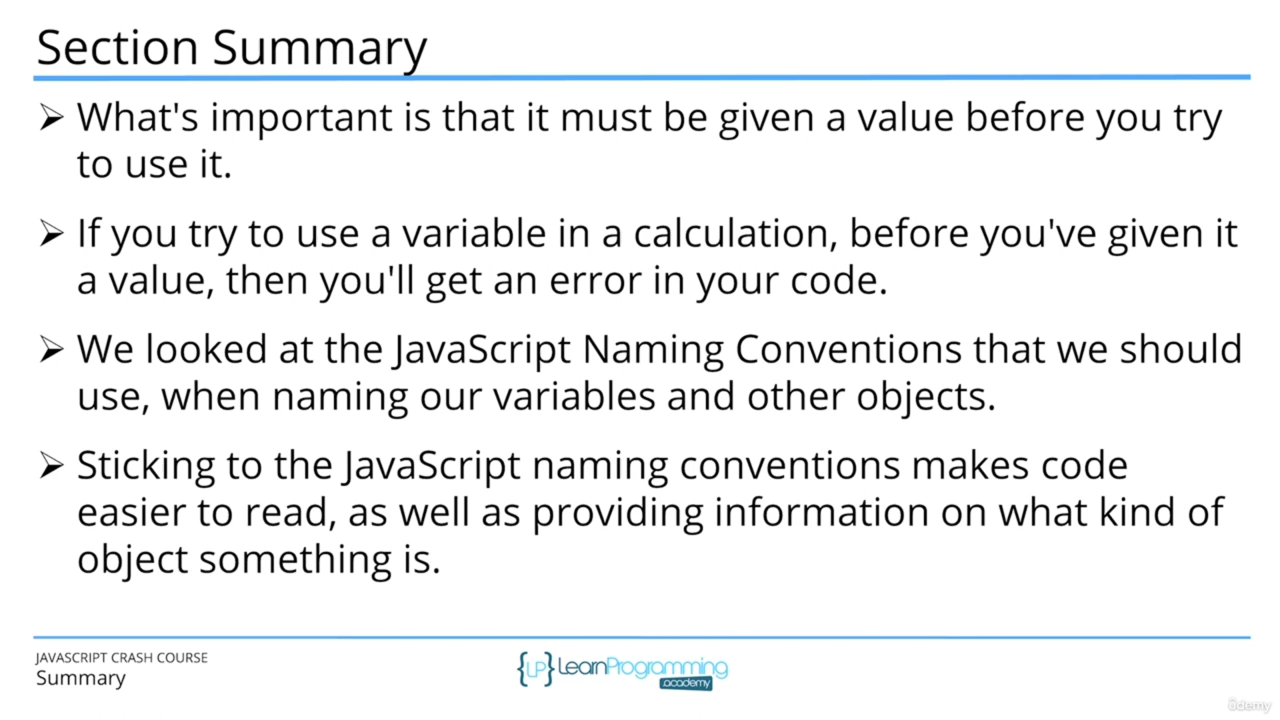 Section Summary
➢ What's important is that it must be given a value before you try
to use it.
➢ If you try to use a variable in a calculation, before you've given it
a value, then you'll get an error in your code.
➢ We looked at the JavaScript Naming Conventions that we should
use, when naming our variables and other objects.
➢ Sticking to the JavaScript naming conventions makes code
easier to read, as well as providing information on what kind of
object something is.
JAVASCRIPT CRASH COURSE
Summary
{LP} LearnProgramming
.academy
ûdemy